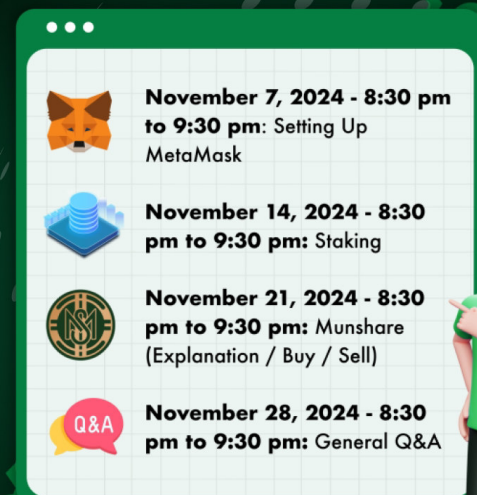 November 7, 2024 - 8:30 pm
to 9:30 pm: Setting Up
MetaMask
November 14, 2024 - 8:30
pm to 9:30 pm: Staking
November 21, 2024 - 8:30
pm to 9:30 pm: Munshare
(Explanation / Buy / Sell)
Q&A
November 28, 2024 - 8:30
pm to 9:30 pm: General Q&A